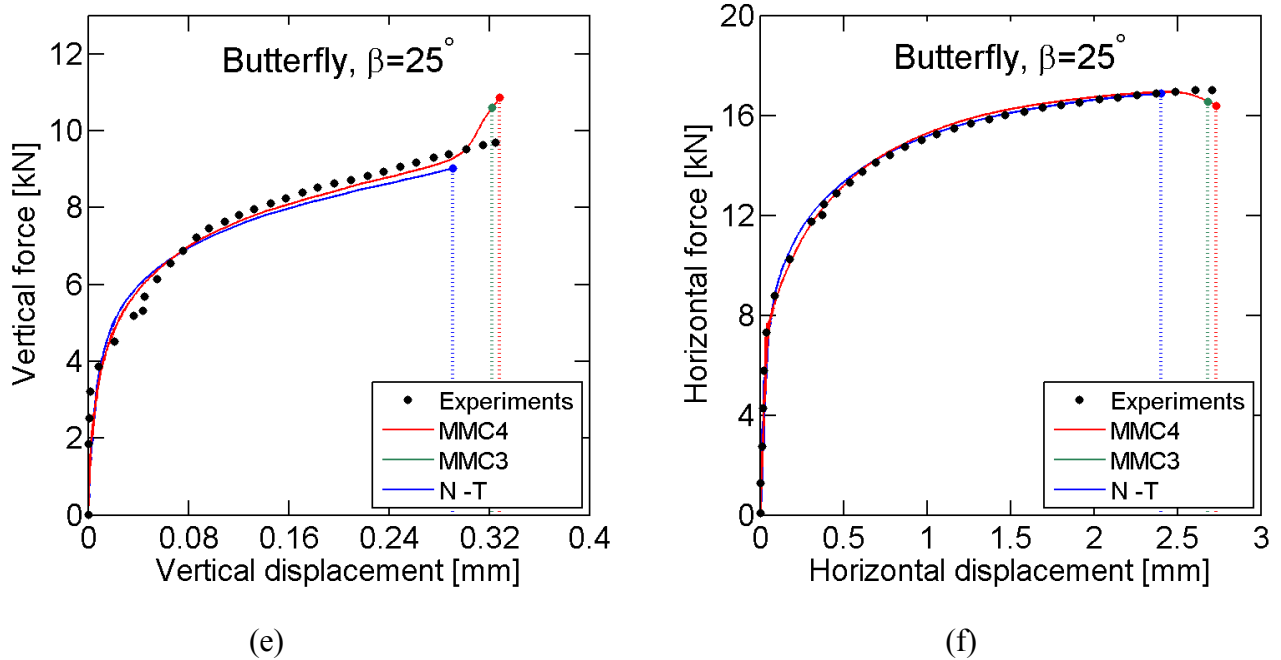 Butterfly, β=25°
Vertical force [kN]
12
10
8
6
4
2
0
Experiments
MMC4
MMC3
N -T
0 0.08 0.16 0.24 0.32 0.4
Vertical displacement [mm]
(e)
Butterfly, β=25°
Horizontal force [kN]
20
16
12
8
4
0
Experiments
MMC4
MMC3
N -T
0 0.5 1 1.5 2 2.5 3
Horizontal displacement [mm]
(f)